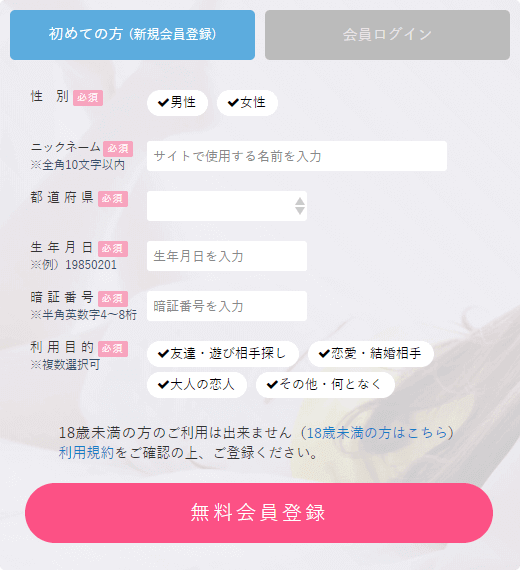 初めての方 (新規会員登録)
会員ログイン
性 別 必須
✔男性 ✔女性
ニックネーム 必須
※全角10文字以内
サイトで使用する名前を入力
都道府県 必須
生年月日 必須
※例）19850201
生年月日を入力
暗証番号 必須
※半角英数字4〜8桁
暗証番号を入力
利用目的 必須
※複数選択可
✔友達・遊び相手探し ✔恋愛・結婚相手
✔大人の恋人 ✔その他・何となく
18歳未満の方のご利用は出来ません（18歳未満の方はこちら）
利用規約をご確認の上、ご登録ください。
無料会員登録